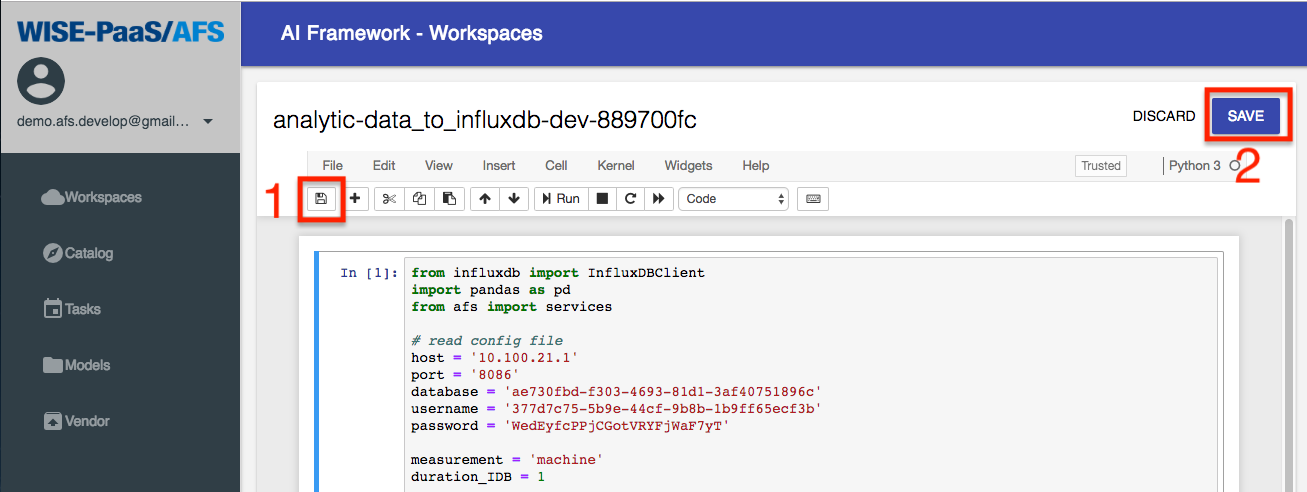 WISE-PaaS/AFS
AI Framework - Workspaces
demo.afs.develop@gmail...
analytic-data_to_influxdb-dev-889700fc
DISCARD
SAVE
2
File Edit View Insert Cell Kernel Widgets Help
Trusted
Python 3
1
Run
Code
Workspaces
Catalog
Tasks
Models
Vendor
In [1]:
from influxdb import InfluxDBClient
import pandas as pd
from afs import services
# read config file
host = '10.100.21.1'
port = '8086'
database = 'ae730fbd-f303-4693-81d1-3af40751896c'
username = '377d7c75-5b9e-44cf-9b8b-1b9ff65ecf3b'
password = 'WedEyfcPPjCGotVRYFjWaF7yT'
measurement = 'machine'
duration_IDB = 1